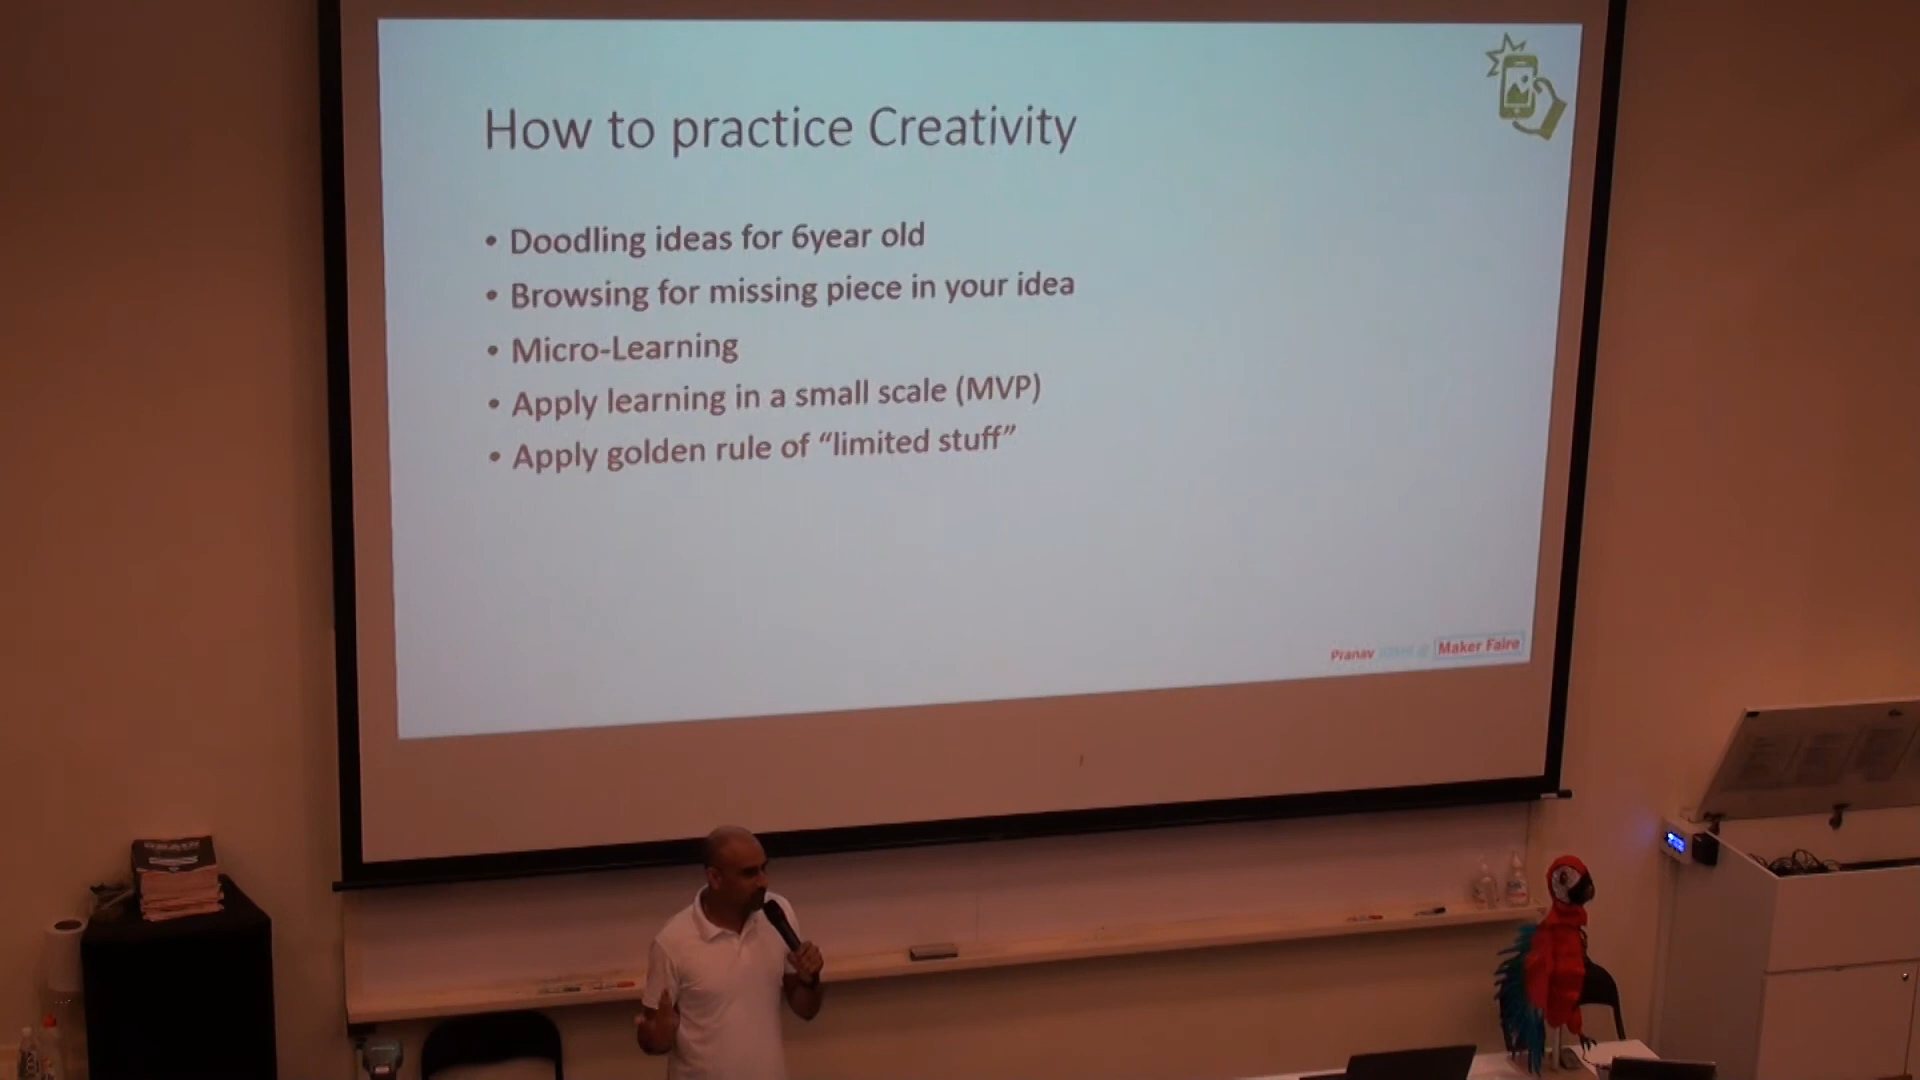 How to practice Creativity
• Doodling ideas for 6year old
• Browsing for missing piece in your idea
• Micro-Learning
• Apply learning in a small scale (MVP)
• Apply golden rule of “limited stuff”
Pranav @ Maker Faire